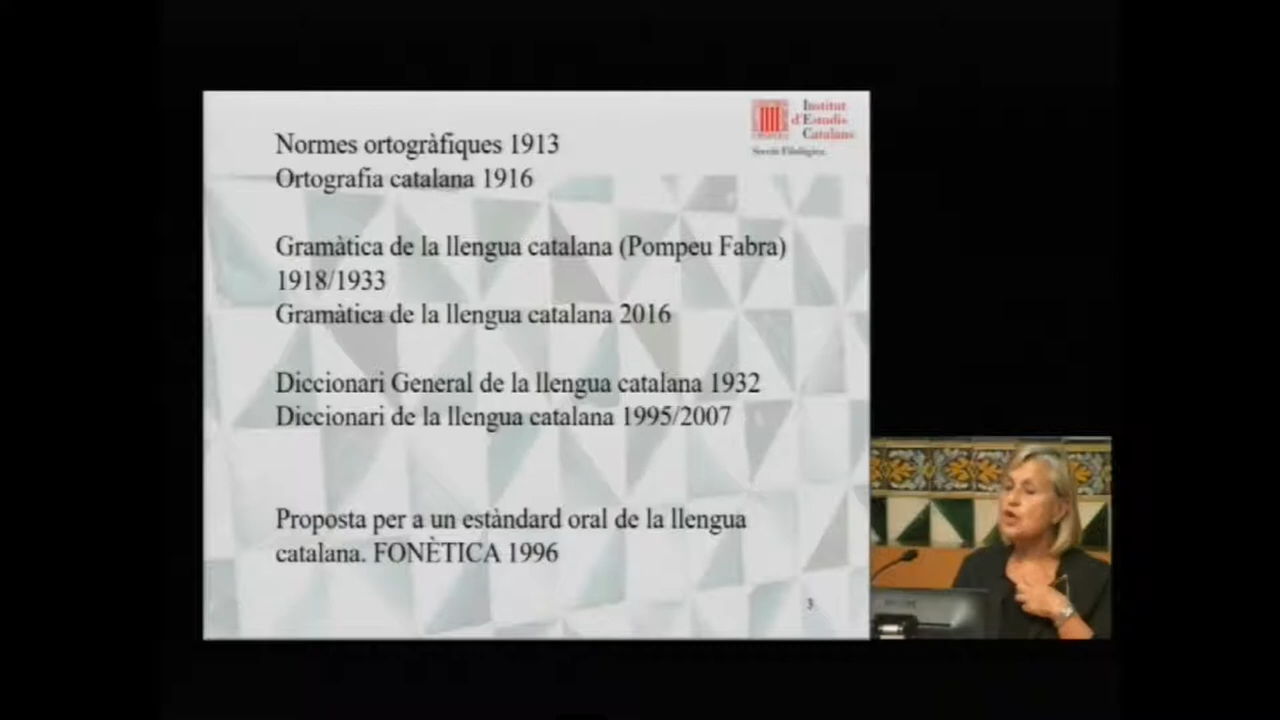 Institut
d'Estudis
Catalans
Secció Filològica
Normes ortogràfiques 1913
Ortografia catalana 1916
Gramàtica de la llengua catalana (Pompeu Fabra)
1918/1933
Gramàtica de la llengua catalana 2016
Diccionari General de la llengua catalana 1932
Diccionari de la llengua catalana 1995/2007
Proposta per a un estàndard oral de la llengua
catalana. FONÈTICA 1996
3